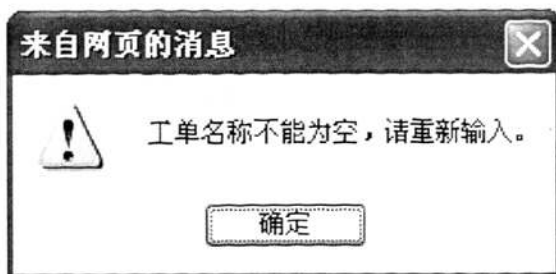 来自网页的消息
工单名称不能为空，请重新输入。
确定